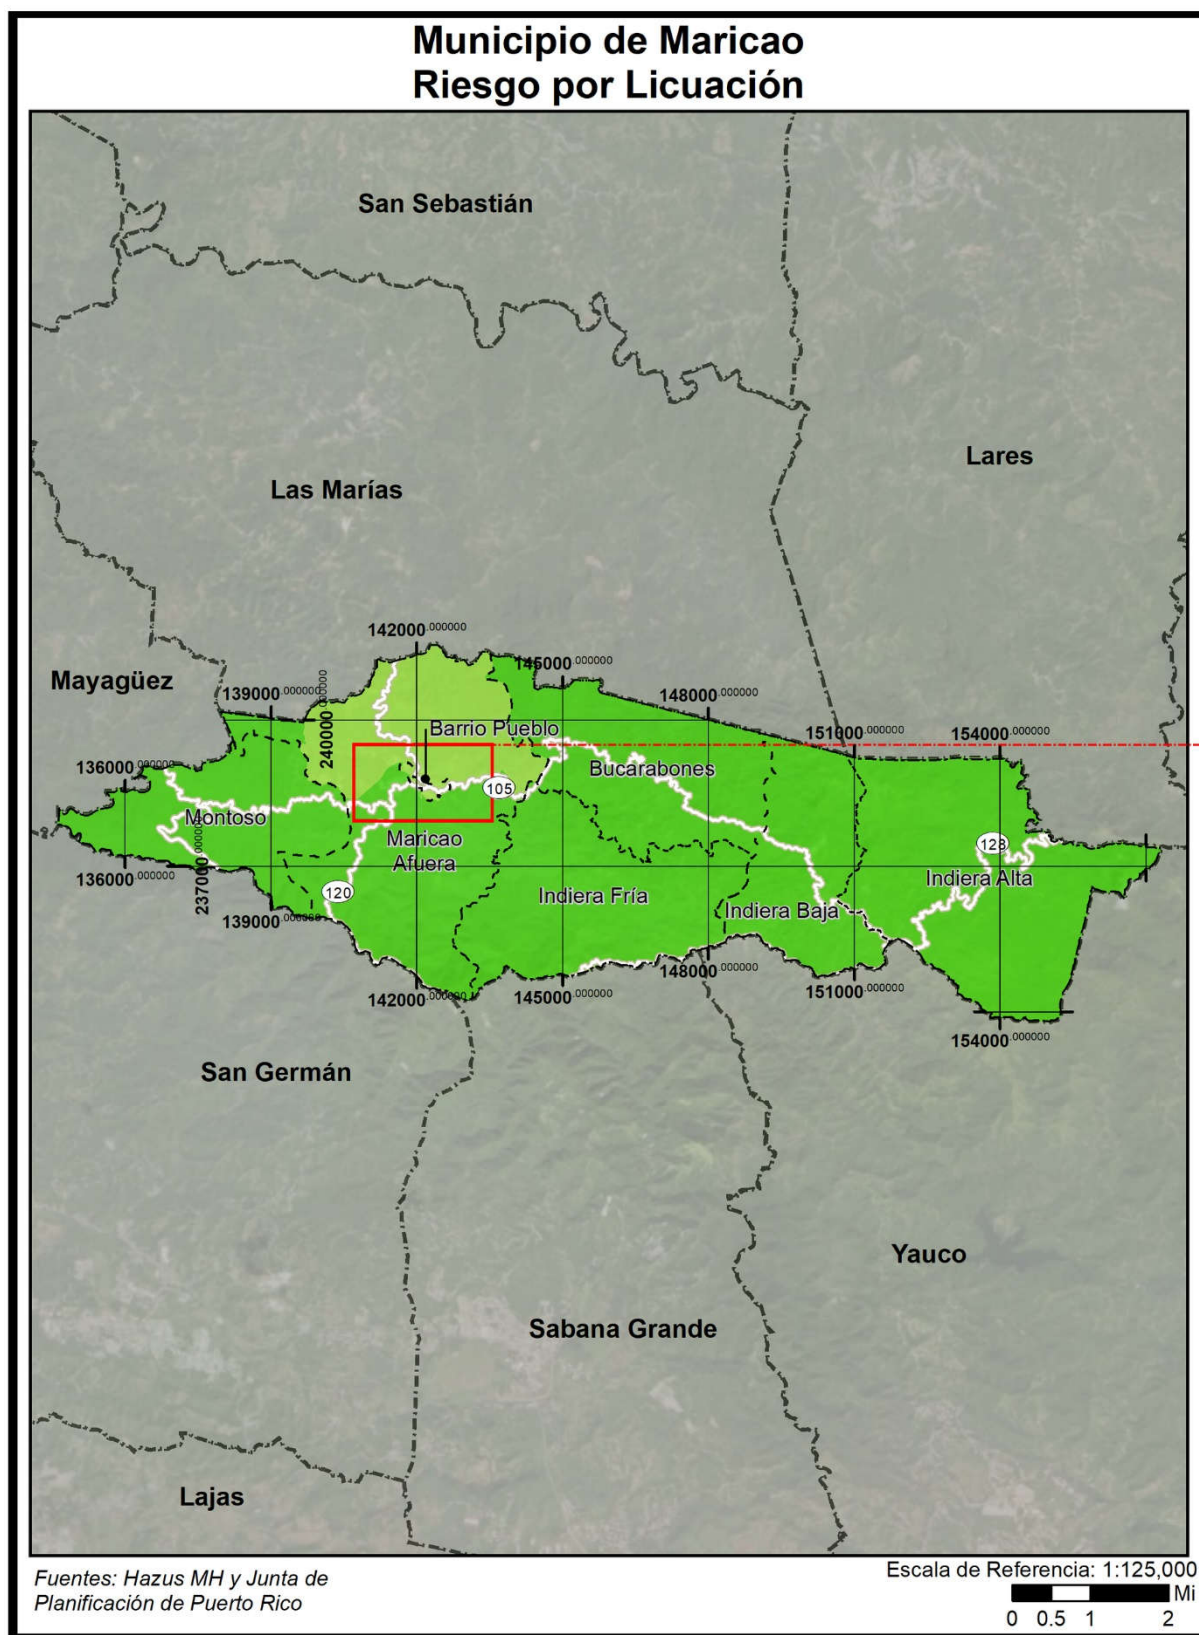 Municipio de Maricao
Riesgo por Licuación
San Sebastián
Lares
Las Marías
Mayagüez
142000.000000
145000.000000
139000.000000
240000.000000
148000.000000
151000.000000
154000.000000
136000.000000
Barrio Pueblo
Bucarabones
105
Montoso
Maricao
Afuera
128
Indiera Alta
136000.000000
237000.000000
120
Indiera Fría
Indiera Baja
139000.000000
142000.000000
145000.000000
148000.000000
151000.000000
154000.000000
San Germán
Yauco
Sabana Grande
Lajas
Fuentes: Hazus MH y Junta de
Planificación de Puerto Rico
Escala de Referencia: 1:125,000
Mi
0 0.5 1 2